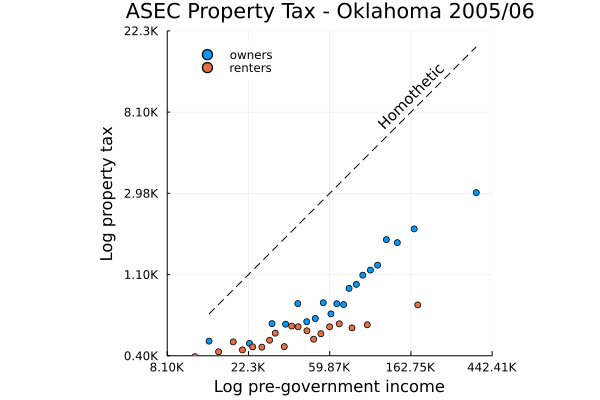 ASEC Property Tax - Oklahoma 2005/06
22.3K
owners
renters
Homothetic
8.10K
Log property tax
2.98K
1.10K
0.40K
8.10K 22.3K 59.87K 162.75K 442.41K
Log pre-government income